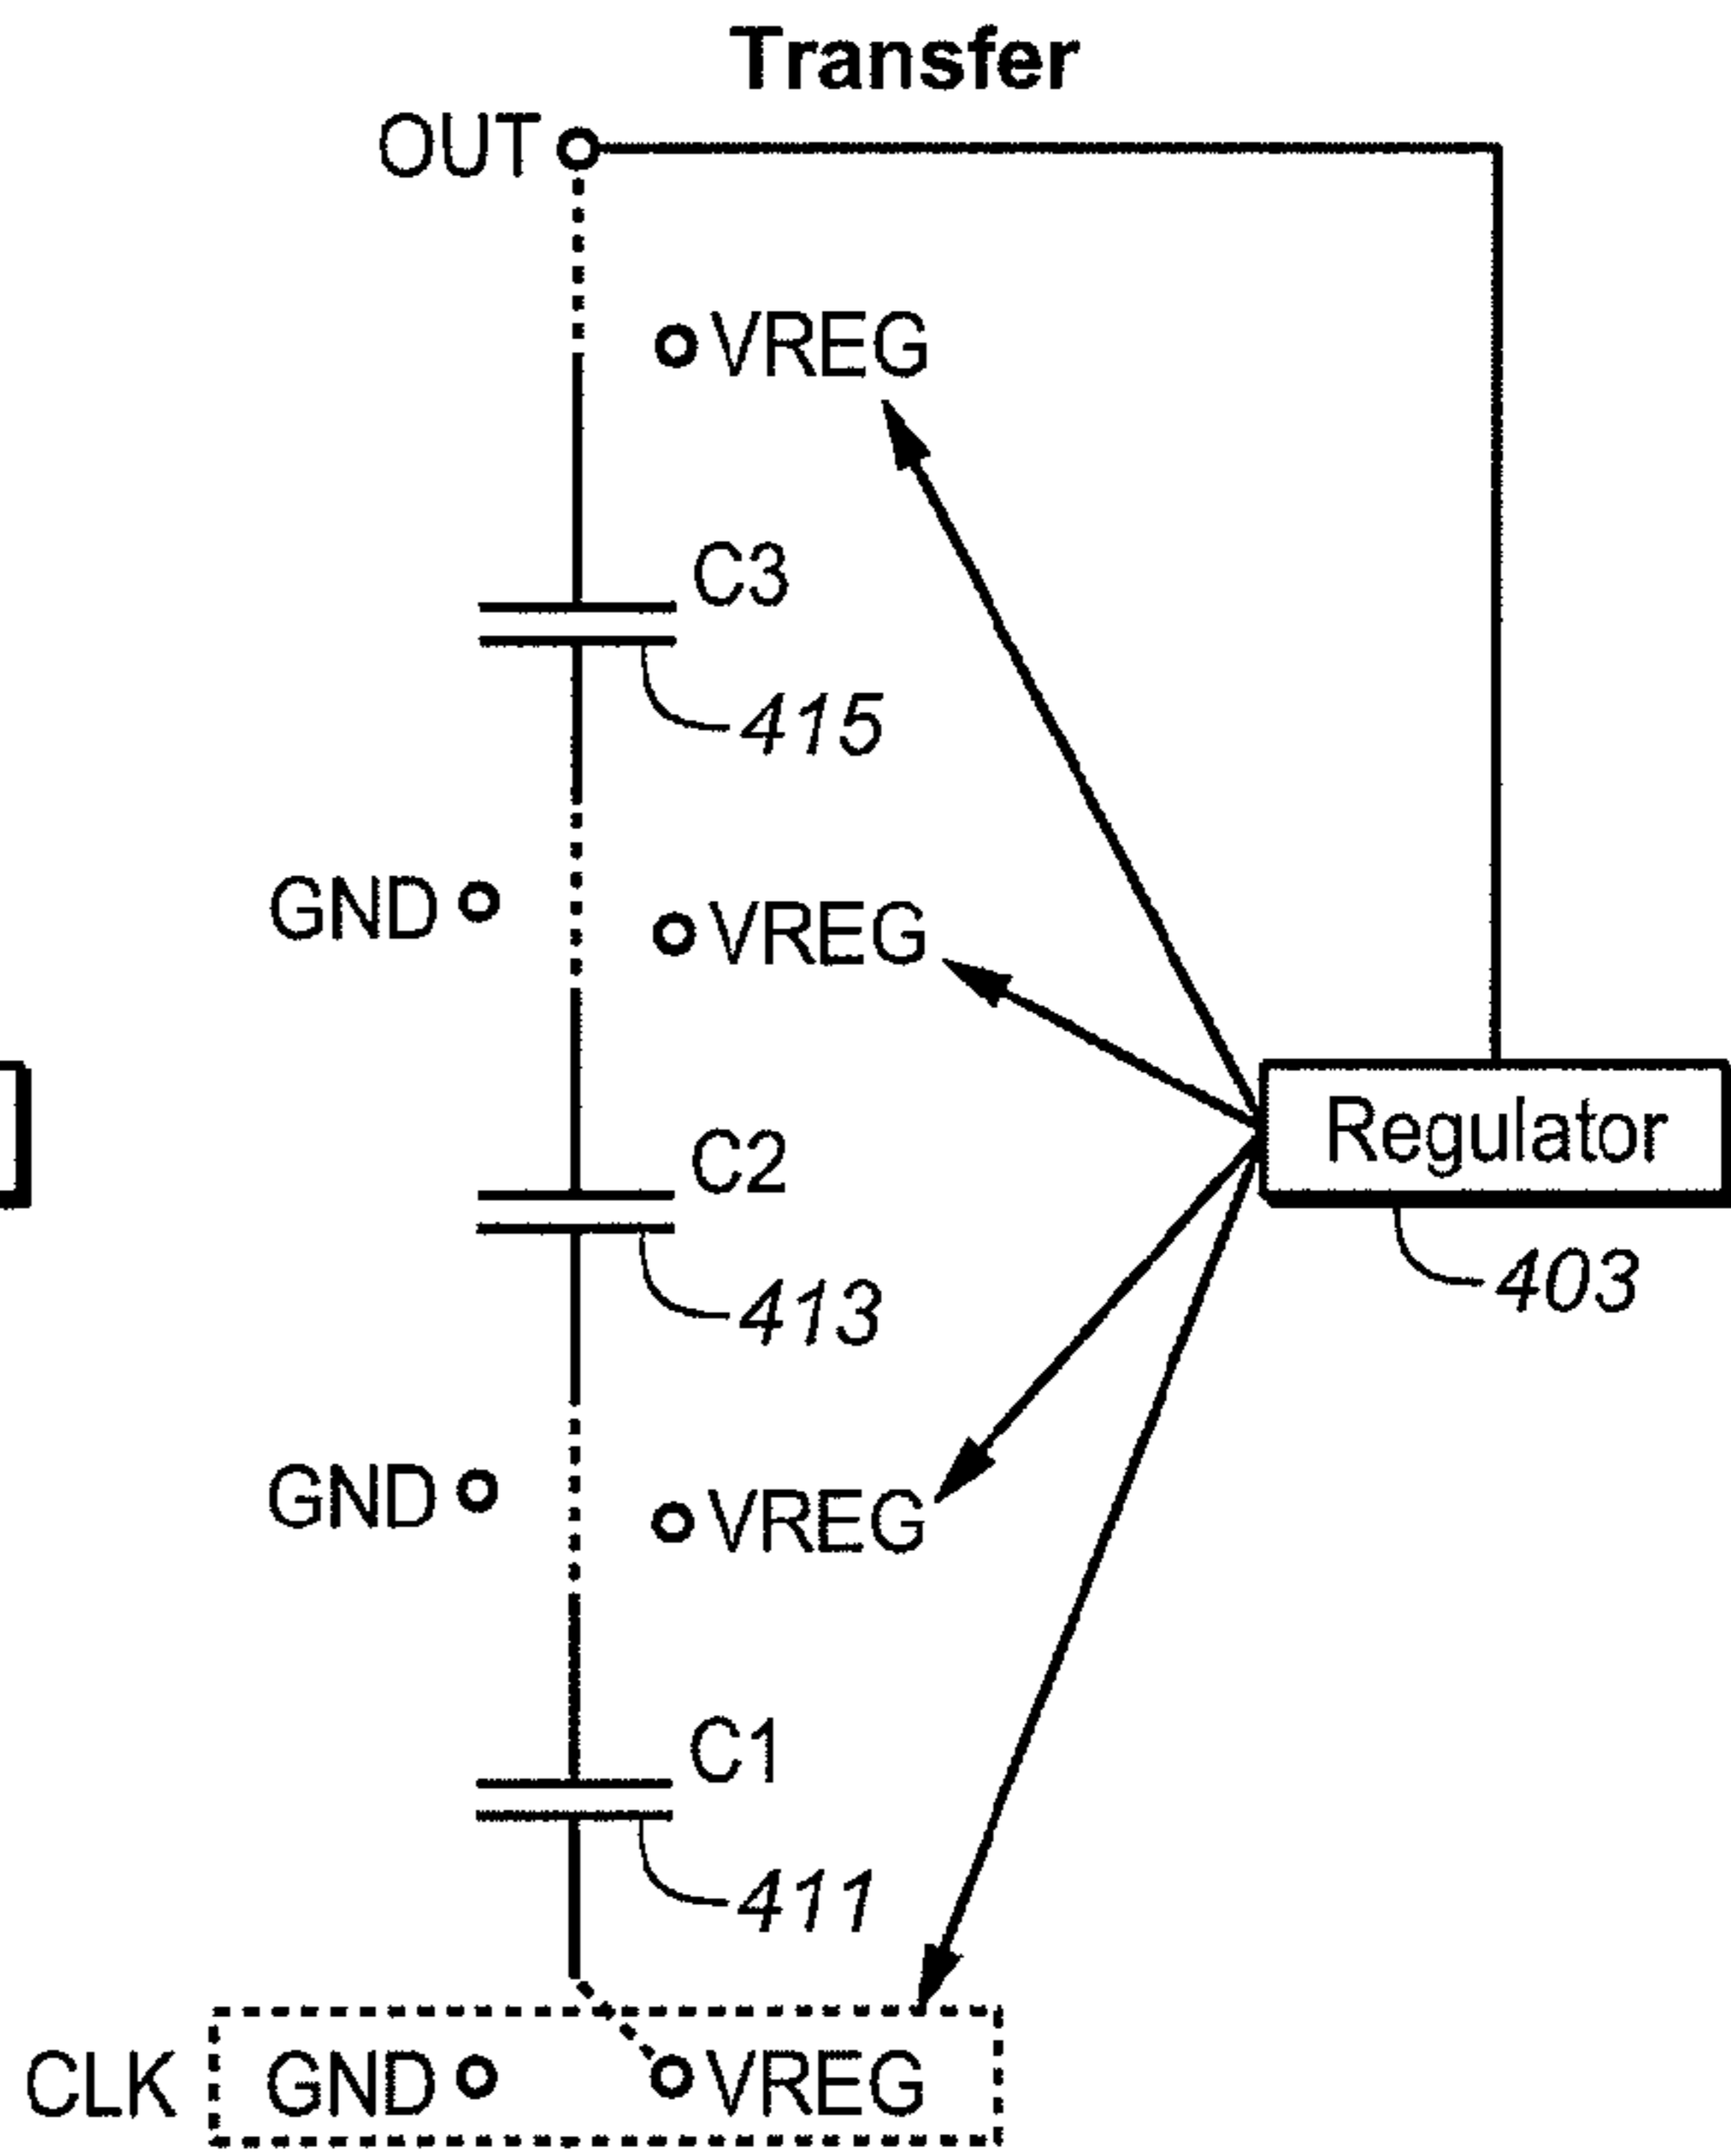 Transfer
OUT
VREG
C3
415
GND
VREG
Regulator
C2
403
413
GND
VREG
C1
411
CLK
GND
VREG